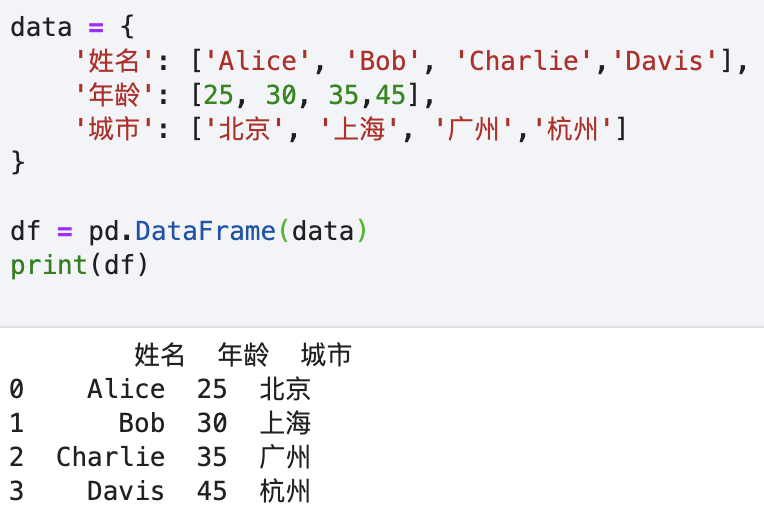 data = {
    '姓名': ['Alice', 'Bob', 'Charlie','Davis'],
    '年龄': [25, 30, 35,45],
    '城市': ['北京', '上海', '广州','杭州']
}
df = pd.DataFrame(data)
print(df)
        姓名  年龄  城市
0    Alice  25  北京
1      Bob  30  上海
2  Charlie  35  广州
3    Davis  45  杭州